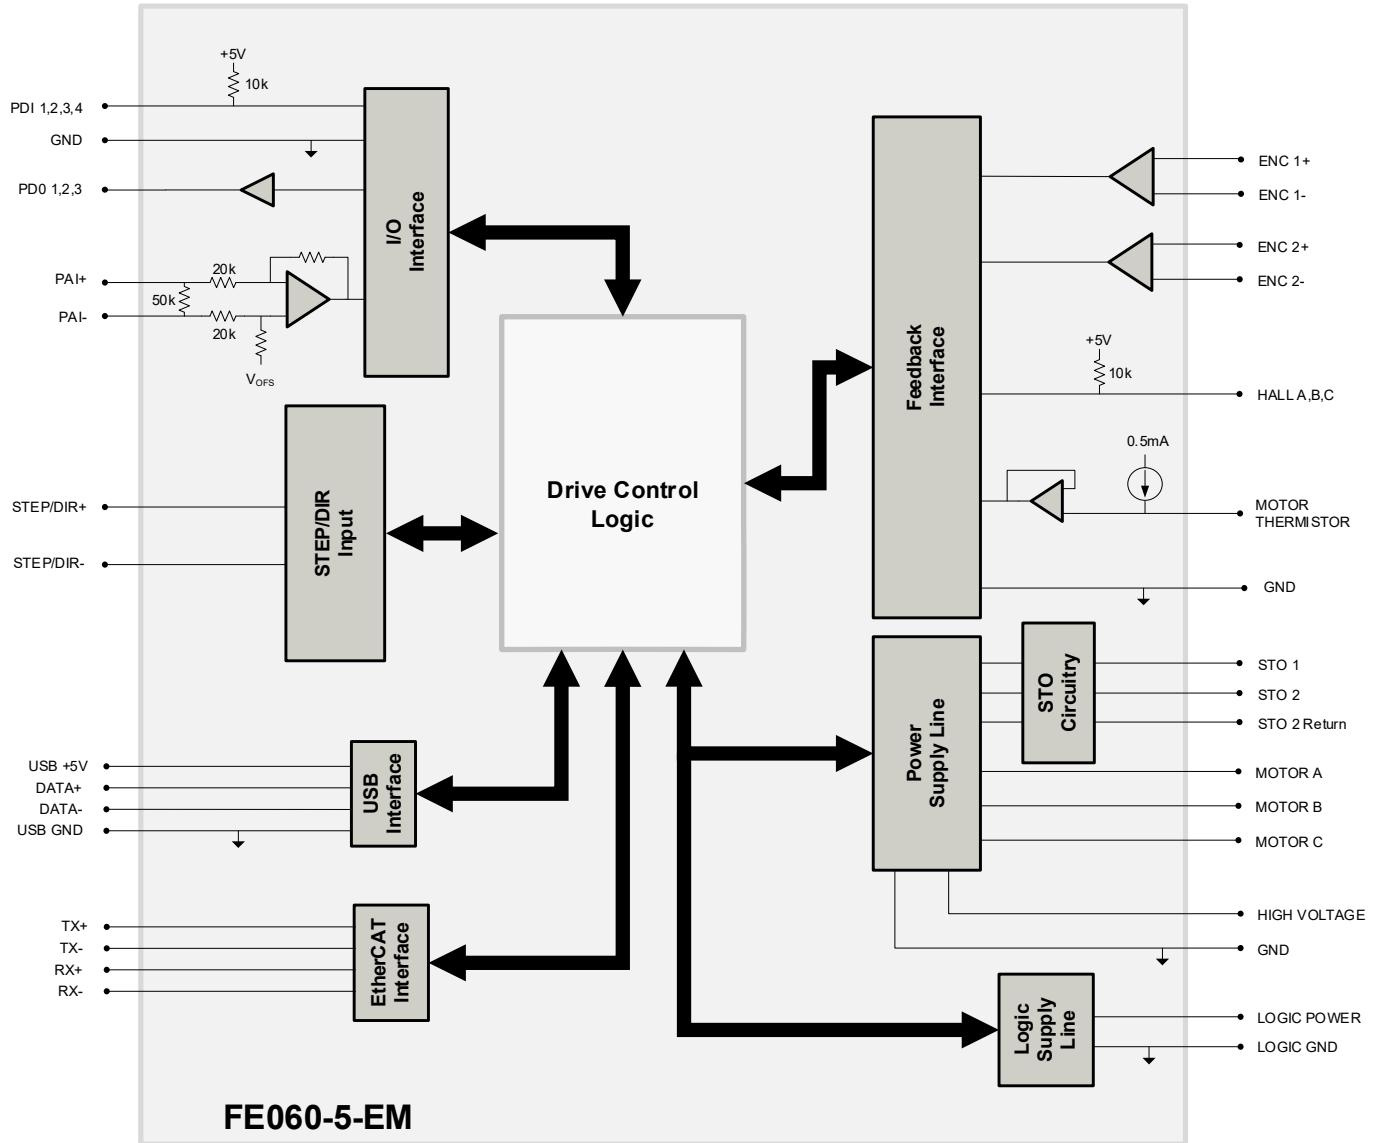 +5V
10k
PDI 1,2,3,4
GND
PD0 1,2,3
PAI+
20k
50k
PAI-
20k
VOFS
I/O
Interface
STEP/DIR+
STEP/DIR-
STEP/DIR
Input
Drive Control
Logic
Feedback
Interface
ENC 1+
ENC 1-
ENC 2+
ENC 2-
+5V
10k
HALL A,B,C
0.5mA
MOTOR
THERMISTOR
GND
USB +5V
DATA+
DATA-
USB GND
USB
Interface
TX+
TX-
RX+
RX-
EtherCAT
Interface
Power
Supply Line
STO
Circuitry
STO 1
STO 2
STO 2 Return
MOTOR A
MOTOR B
MOTOR C
HIGH VOLTAGE
GND
Logic
Supply
Line
LOGIC POWER
LOGIC GND
FE060-5-EM